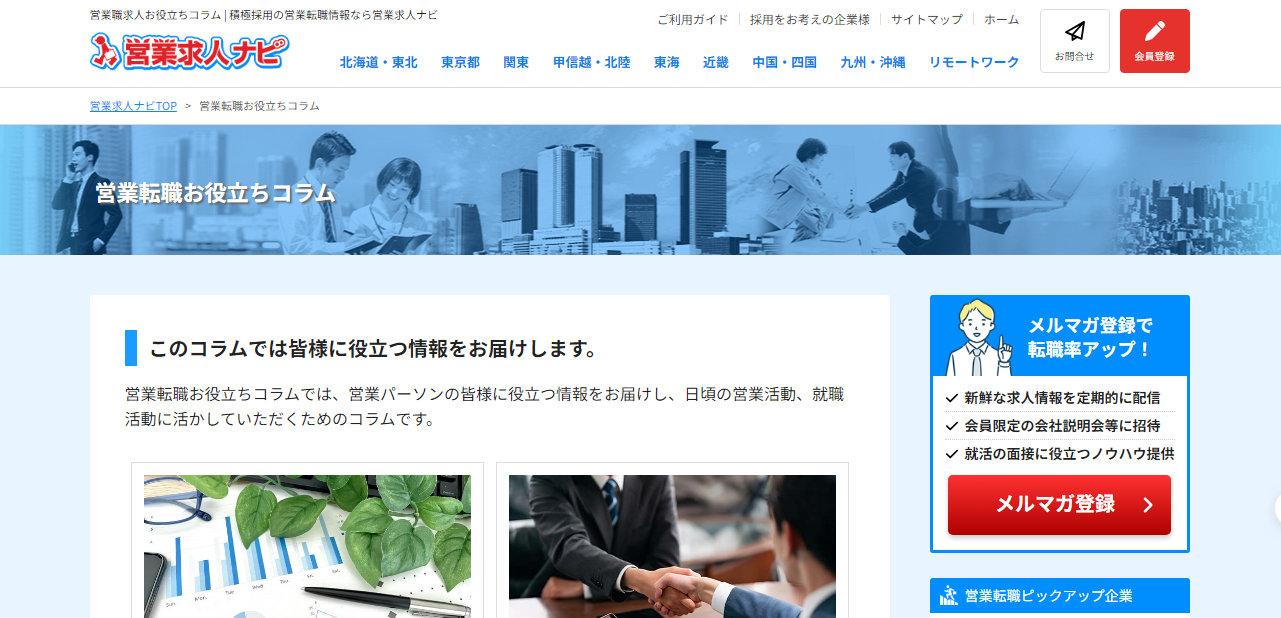 営業職求人お役立ちコラム | 積極採用の営業転職情報なら営業求人ナビ
ご利用ガイド
採用をお考えの企業様
サイトマップ
ホーム
営業求人ナビ
北海道・東北
東京都
関東
甲信越・北陸
東海
近畿
中国・四国
九州・沖縄
リモートワーク
お問合せ
会員登録
営業求人ナビTOP > 営業転職お役立ちコラム
営業転職お役立ちコラム
このコラムでは皆様に役立つ情報をお届けします。
営業転職お役立ちコラムでは、営業パーソンの皆様に役立つ情報をお届けし、日頃の営業活動、就職
活動に活かしていただくためのコラムです。
Sun.
Mon.
Tue.
Wed.
Thu.
Fri.
Sat.
メルマガ登録で
転職率アップ！
新鮮な求人情報を定期的に配信
会員限定の会社説明会等に招待
就活の面接に役立つノウハウ提供
メルマガ登録
営業転職ピックアップ企業